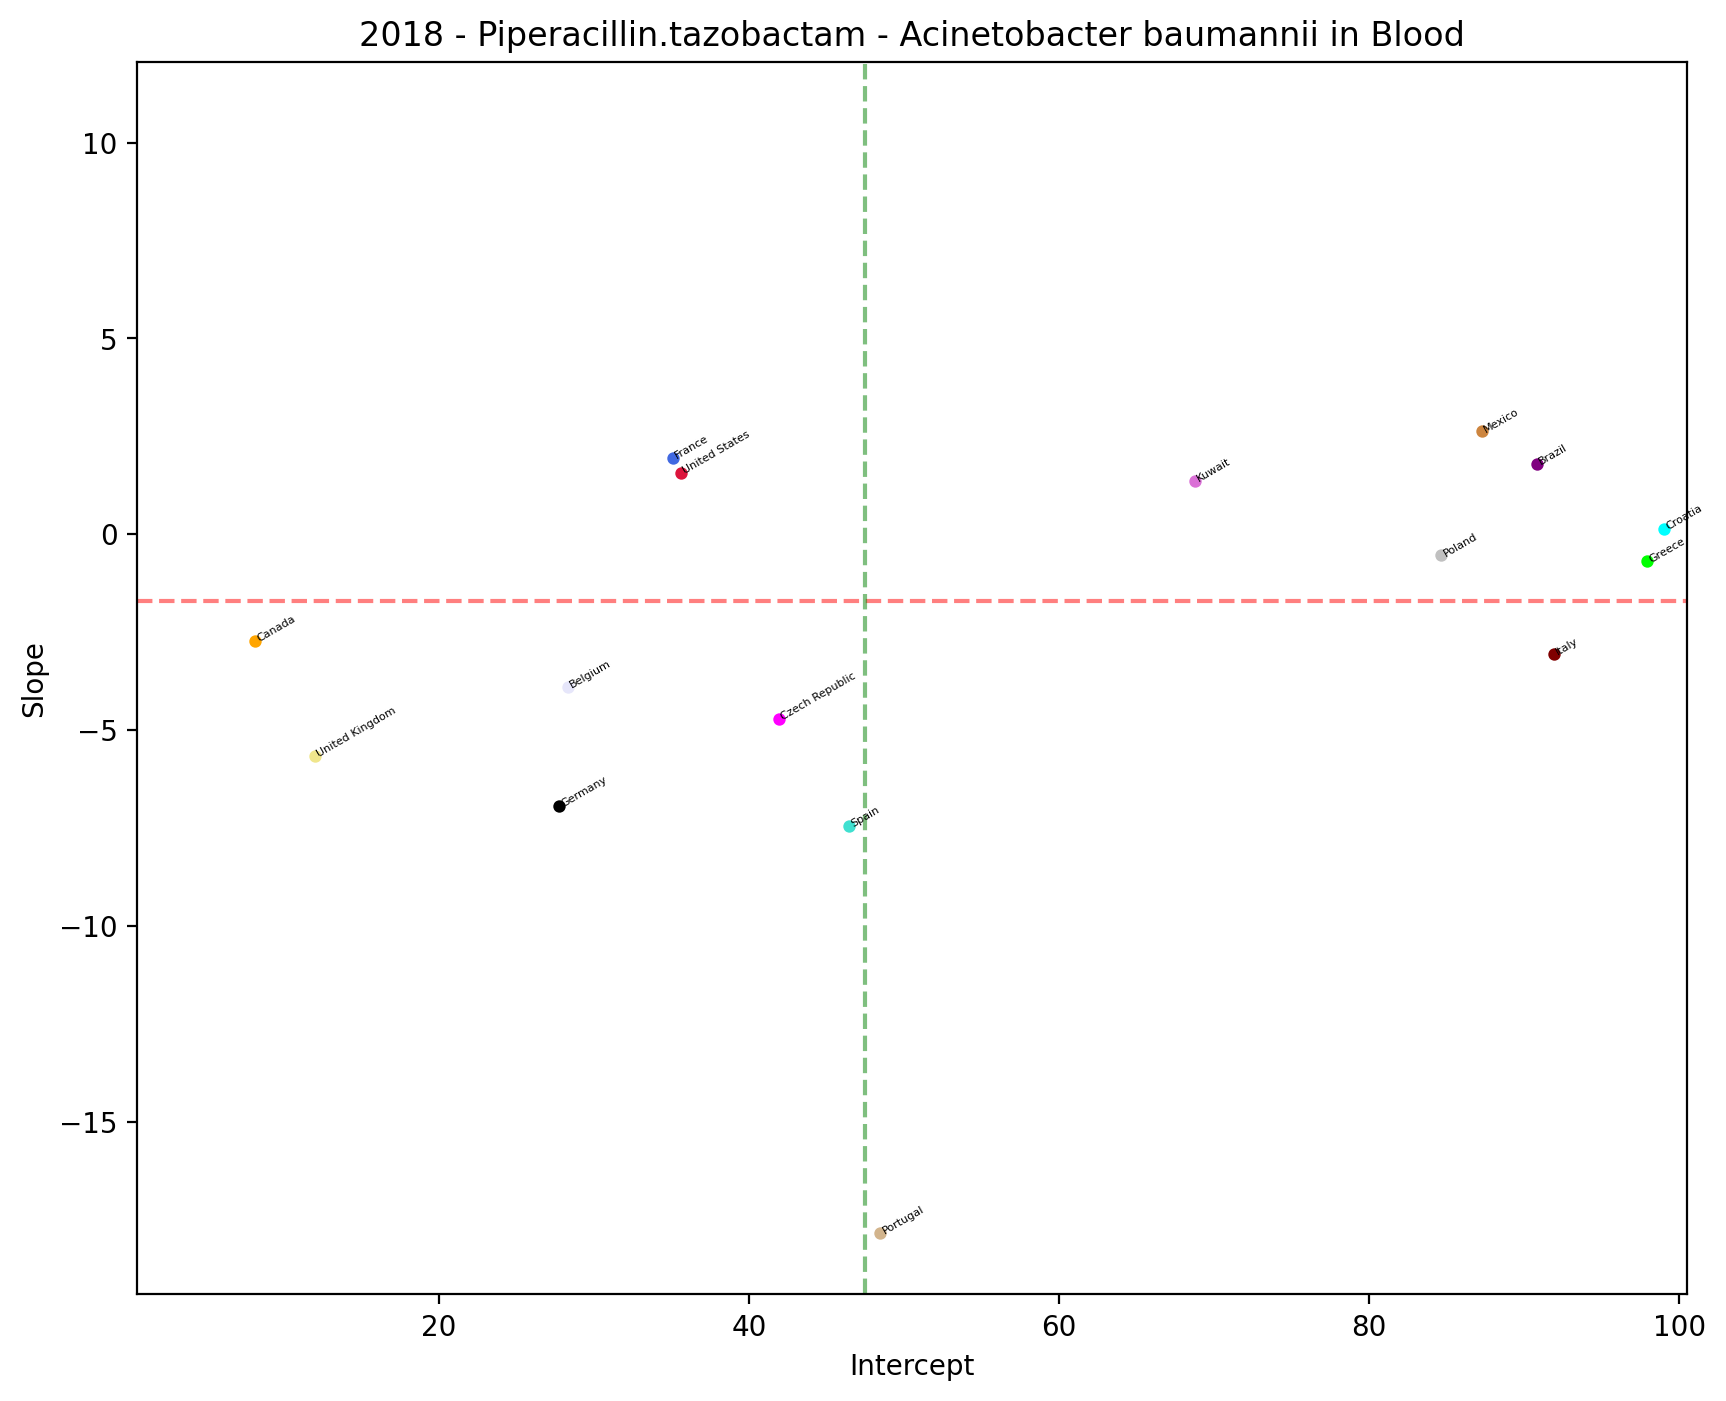 2018 - Piperacillin.tazobactam - Acinetobacter baumannii in Blood
10
5
0
−5
−10
−15
Slope
France
United States
Kuwait
Mexico
Brazil
Croatia
Poland
Greece
Canada
Belgium
Italy
Czech Republic
United Kingdom
Germany
Spain
Portugal
20
40
60
80
100
Intercept